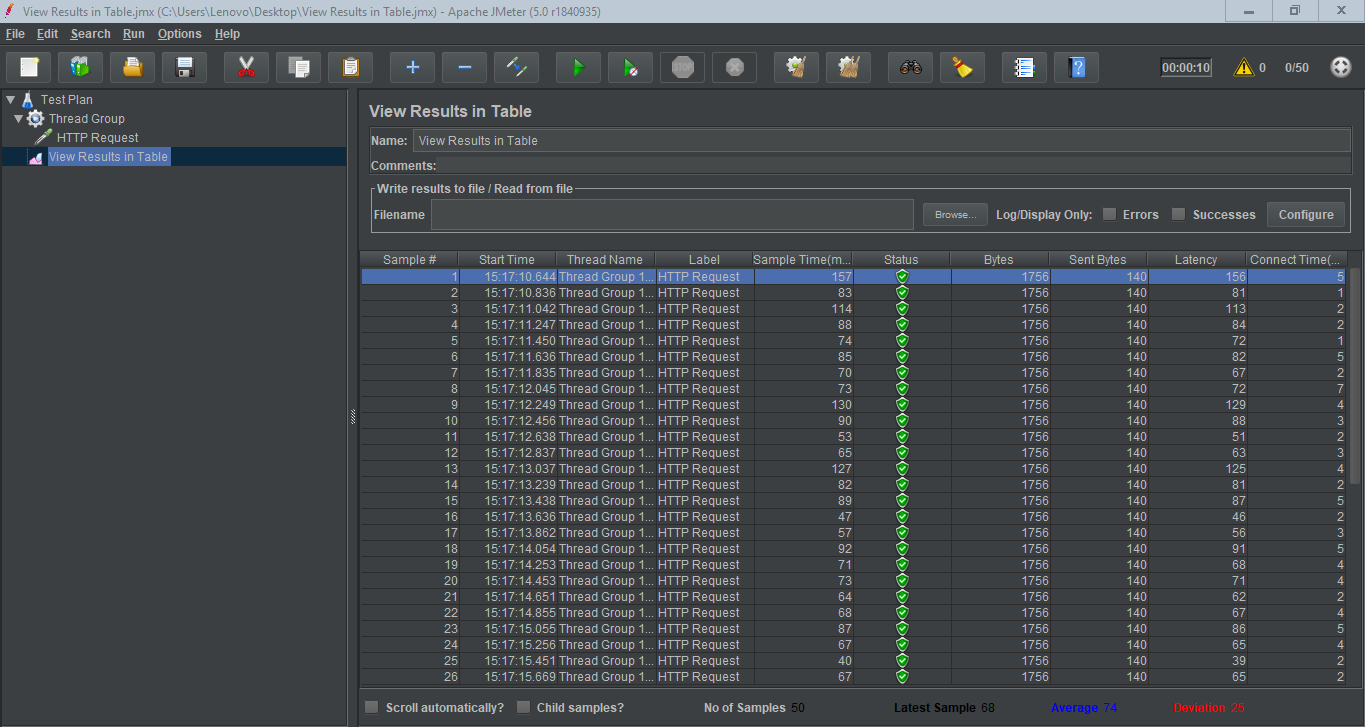 View Results in Table.jmx (C:\Users\Lenovo\Desktop\View Results in Table.jmx) - Apache JMeter (5.0 r1840935)
File Edit Search Run Options Help
STOP 00:00:10 0 0/50
Test Plan
Thread Group
HTTP Request
View Results in Table
View Results in Table
Name: View Results in Table
Comments:
Write results to file / Read from file
Filename Browse... Log/Display Only: Errors Successes Configure
Sample # Start Time Thread Name Label Sample Time(m... Status Bytes Sent Bytes Latency Connect Time(...
1 15:17:10.644 Thread Group 1... HTTP Request 157 1756 140 156 5
2 15:17:10.836 Thread Group 1... HTTP Request 83 1756 140 81 1
3 15:17:11.042 Thread Group 1... HTTP Request 114 1756 140 113 2
4 15:17:11.247 Thread Group 1... HTTP Request 88 1756 140 84 2
5 15:17:11.450 Thread Group 1... HTTP Request 74 1756 140 72 1
6 15:17:11.636 Thread Group 1... HTTP Request 85 1756 140 82 5
7 15:17:11.835 Thread Group 1... HTTP Request 70 1756 140 67 2
8 15:17:12.045 Thread Group 1... HTTP Request 73 1756 140 72 7
9 15:17:12.249 Thread Group 1... HTTP Request 130 1756 140 129 4
10 15:17:12.456 Thread Group 1... HTTP Request 90 1756 140 88 3
11 15:17:12.638 Thread Group 1... HTTP Request 53 1756 140 51 2
12 15:17:12.837 Thread Group 1... HTTP Request 65 1756 140 63 3
13 15:17:13.037 Thread Group 1... HTTP Request 127 1756 140 125 4
14 15:17:13.239 Thread Group 1... HTTP Request 82 1756 140 81 2
15 15:17:13.438 Thread Group 1... HTTP Request 89 1756 140 87 5
16 15:17:13.636 Thread Group 1... HTTP Request 47 1756 140 46 2
17 15:17:13.862 Thread Group 1... HTTP Request 57 1756 140 56 3
18 15:17:14.054 Thread Group 1... HTTP Request 92 1756 140 91 5
19 15:17:14.253 Thread Group 1... HTTP Request 71 1756 140 68 4
20 15:17:14.453 Thread Group 1... HTTP Request 73 1756 140 71 4
21 15:17:14.651 Thread Group 1... HTTP Request 64 1756 140 62 2
22 15:17:14.855 Thread Group 1... HTTP Request 68 1756 140 67 4
23 15:17:15.055 Thread Group 1... HTTP Request 87 1756 140 86 5
24 15:17:15.256 Thread Group 1... HTTP Request 67 1756 140 65 4
25 15:17:15.451 Thread Group 1... HTTP Request 40 1756 140 39 2
26 15:17:15.669 Thread Group 1... HTTP Request 67 1756 140 65 2
Scroll automatically? Child samples? No of Samples 50 Latest Sample 68 Average 74 Deviation 25